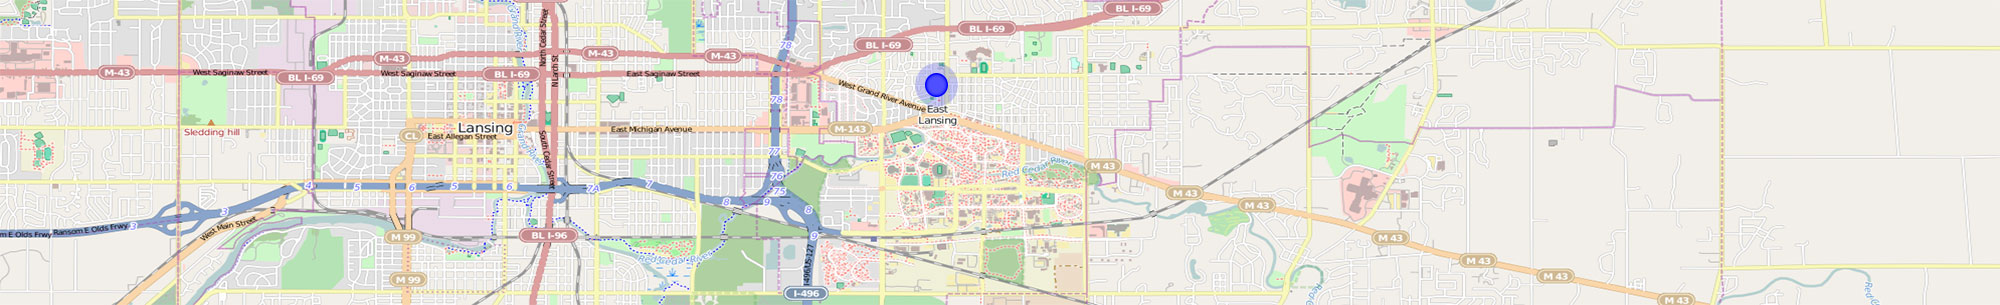 BL I-69
BL I-69
BL I-69
M-43
M-43
M-43
78
M-43
West Saginaw Street
BL I-69
West Saginaw Street
BL I-69
East Saginaw Street
North Cedar Street
N Larch St
West Grand River Avenue
78
East
Lansing
Sledding hill
CL
Lansing
East Allegan Street
East Michigan Avenue
M-143
South Cedar Street
77
76
75
Red Cedar River
M 43
M 43
M 43
4
5
6
5
6
7A
7
8
9
8
9
3
3
m E Olds Frwy
Ransom E Olds Frwy
West Main Street
M 99
BL I-96
M 43
M 43
M 43
M 43
Red Cedar River
I-496/US-127
M 99
I-496